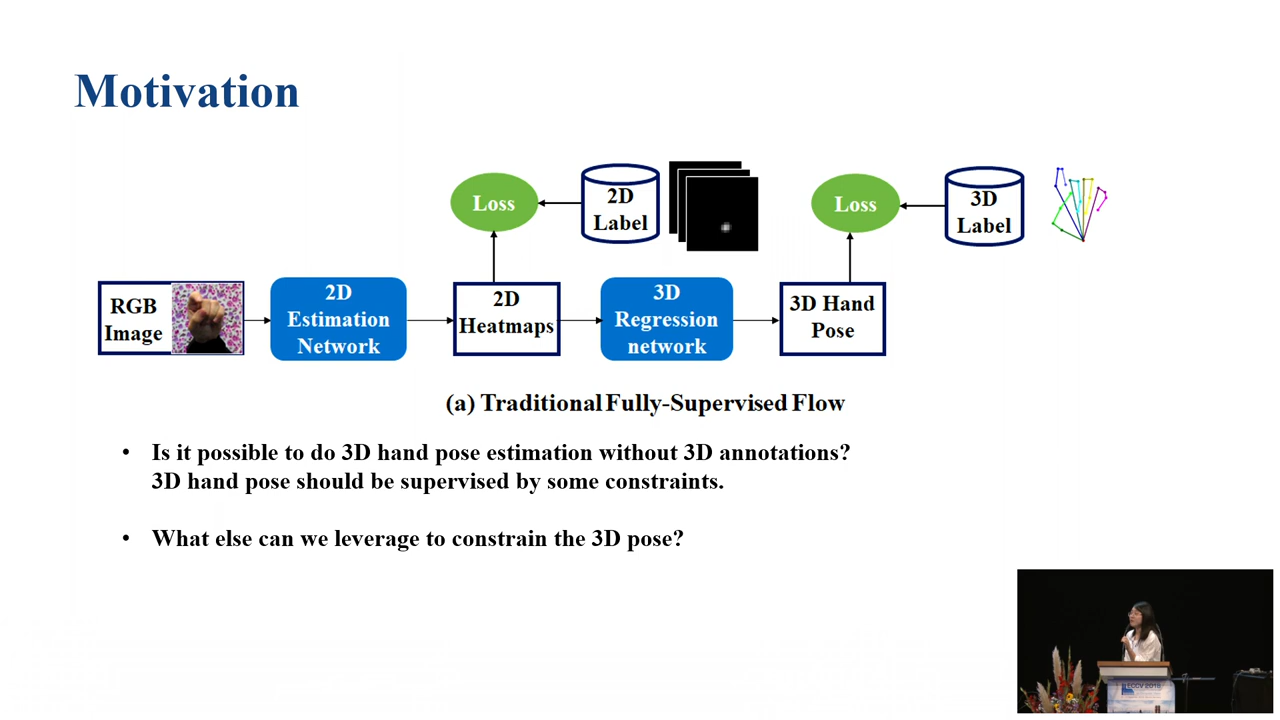 Motivation
Loss
2D
Label
Loss
3D
Label
RGB
Image
2D
Estimation
Network
2D
Heatmaps
3D
Regression
network
3D Hand
Pose
(a) Traditional Fully-Supervised Flow
• Is it possible to do 3D hand pose estimation without 3D annotations?
3D hand pose should be supervised by some constraints.
• What else can we leverage to constrain the 3D pose?
ECCV 2018